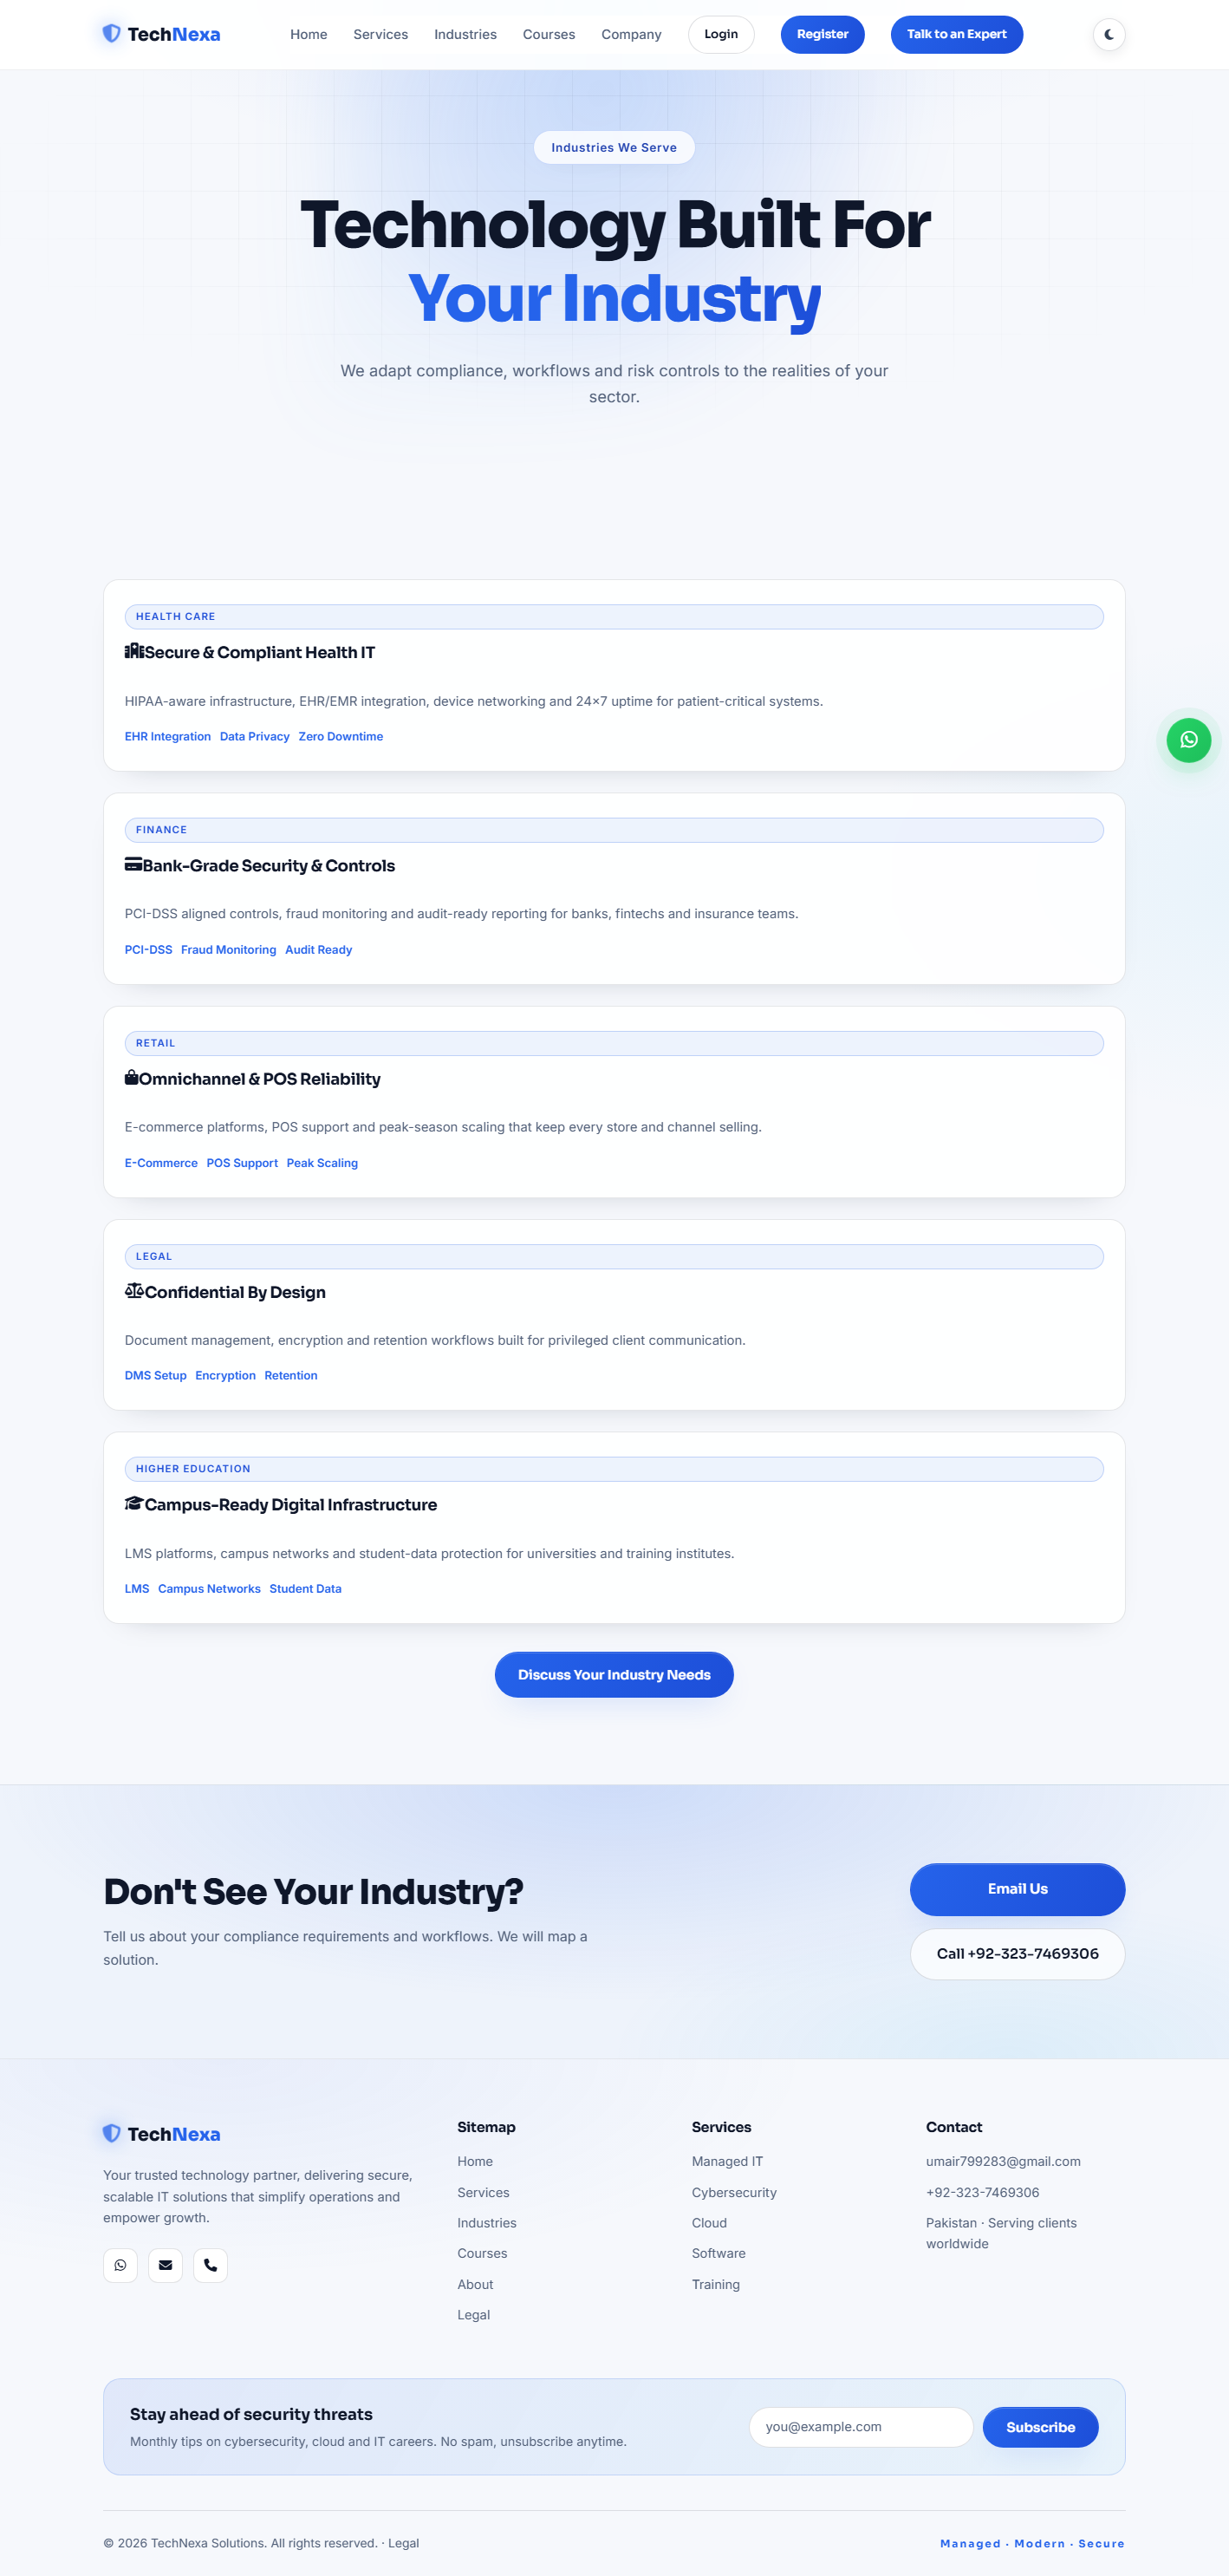 TechNexa
Home Services Industries Courses Company Login Register Talk to an Expert
Industries We Serve
Technology Built For
Your Industry
We adapt compliance, workflows and risk controls to the realities of your
sector.
HEALTH CARE
Secure & Compliant Health IT
HIPAA-aware infrastructure, EHR/EMR integration, device networking and 24×7 uptime for patient-critical systems.
EHR Integration Data Privacy Zero Downtime
FINANCE
Bank-Grade Security & Controls
PCI-DSS aligned controls, fraud monitoring and audit-ready reporting for banks, fintechs and insurance teams.
PCI-DSS Fraud Monitoring Audit Ready
RETAIL
Omnichannel & POS Reliability
E-commerce platforms, POS support and peak-season scaling that keep every store and channel selling.
E-Commerce POS Support Peak Scaling
LEGAL
Confidential By Design
Document management, encryption and retention workflows built for privileged client communication.
DMS Setup Encryption Retention
HIGHER EDUCATION
Campus-Ready Digital Infrastructure
LMS platforms, campus networks and student-data protection for universities and training institutes.
LMS Campus Networks Student Data
Discuss Your Industry Needs
Don't See Your Industry?
Tell us about your compliance requirements and workflows. We will map a
solution.
Email Us
Call +92-323-7469306
TechNexa
Your trusted technology partner, delivering secure,
scalable IT solutions that simplify operations and
empower growth.
Sitemap
Home
Services
Industries
Courses
About
Legal
Services
Managed IT
Cybersecurity
Cloud
Software
Training
Contact
umair799283@gmail.com
+92-323-7469306
Pakistan · Serving clients
worldwide
Stay ahead of security threats
Monthly tips on cybersecurity, cloud and IT careers. No spam, unsubscribe anytime.
you@example.com
Subscribe
© 2026 TechNexa Solutions. All rights reserved. · Legal
Managed · Modern · Secure